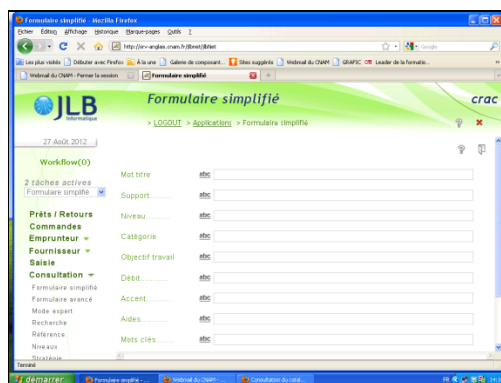 Formulaire simplifié - Mozilla Firefox
Fichier Édition Affichage Historique Marque-pages Outils ?
http://srv-anglais.cnam.fr/jlbnet/jlbNet
Google
Les plus visités Débuter avec Firefox À la une Galerie de composant... Sites suggérés Webmail du CNAM GRAFIC Leader de la formatio...
Webmail du CNAM - Fermer la session Formulaire simplifié
JLB
Informatique
Formulaire simplifié
crac
> LOGOUT > Applications > Formulaire simplifié
27 Août 2012
Workflow(0)
2 tâches actives
Formulaire simplifié
Prêts / Retours
Commandes
Emprunteur
Fournisseur
Saisie
Consultation
Formulaire simplifié
Formulaire avancé
Mode expert
Recherche
Référence
Niveaux
Stratégie
Mot titre abc
Support......... abc
Niveau.......... abc
Catégorie abc
Objectif travail abc
Débit........... abc
Accent.......... abc
Aides........... abc
Mots clés....... abc
Terminé
démarrer Formulaire simplifié - ... Webmail du CNAM - ... Consultation du catal...
FR